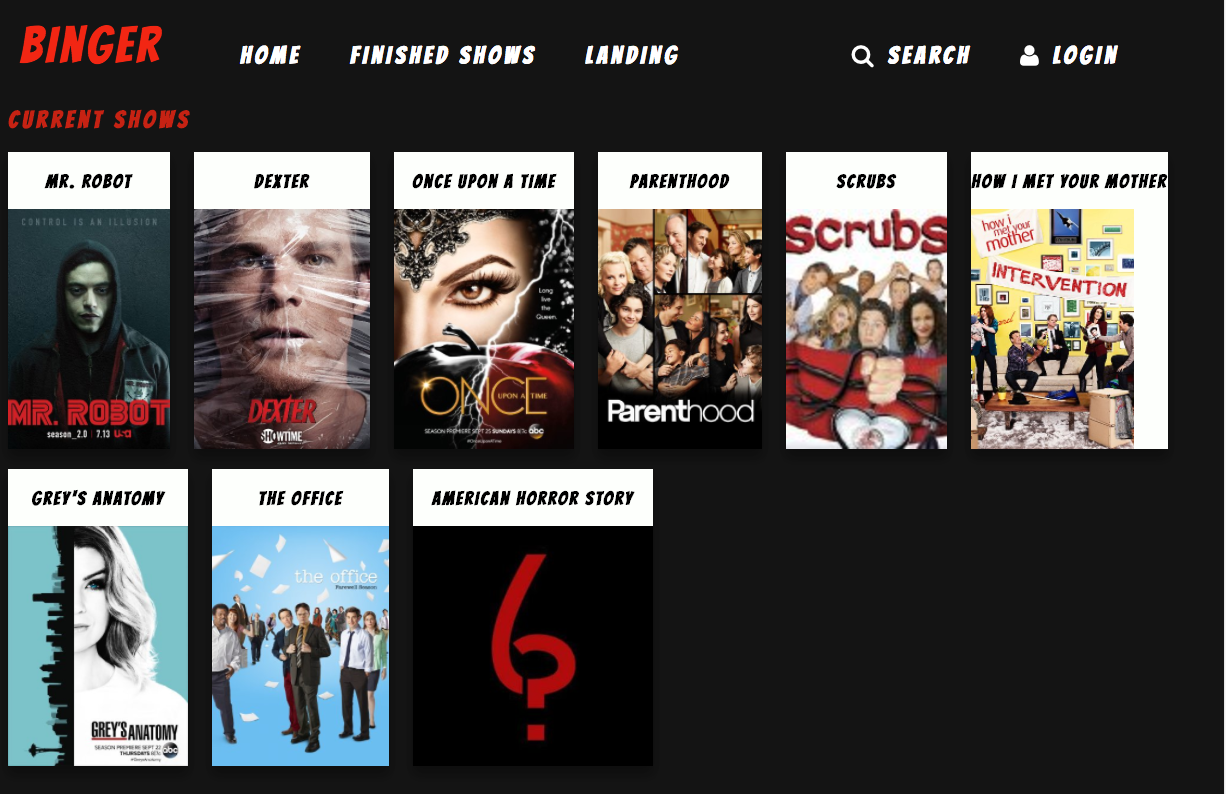 BINGER
HOME
FINISHED SHOWS
LANDING
SEARCH
LOGIN
CURRENT SHOWS
MR. ROBOT
DEXTER
ONCE UPON A TIME
PARENTHOOD
SCRUBS
HOW I MET YOUR MOTHER
CONTROL IS AN ILLUSION
MR. ROBOT
season_2.0 | 7.13 USA
DEXTER
SHOWTIME
Long
live
the
Queen.
ONCE
UPON A TIME
SEASON PREMIERE SEPT 25 SUNDAYS 8|7c abc
#OnceUponATime
Parenthood
scrubs
how i
met your
mother
INTERVENTION
GREY'S ANATOMY
THE OFFICE
AMERICAN HORROR STORY
GREY'S ANATOMY
SEASON PREMIERE SEPT 22
THURSDAYS 8|7c
abc
#GreysAnatomy
the office
Farewell Season
6